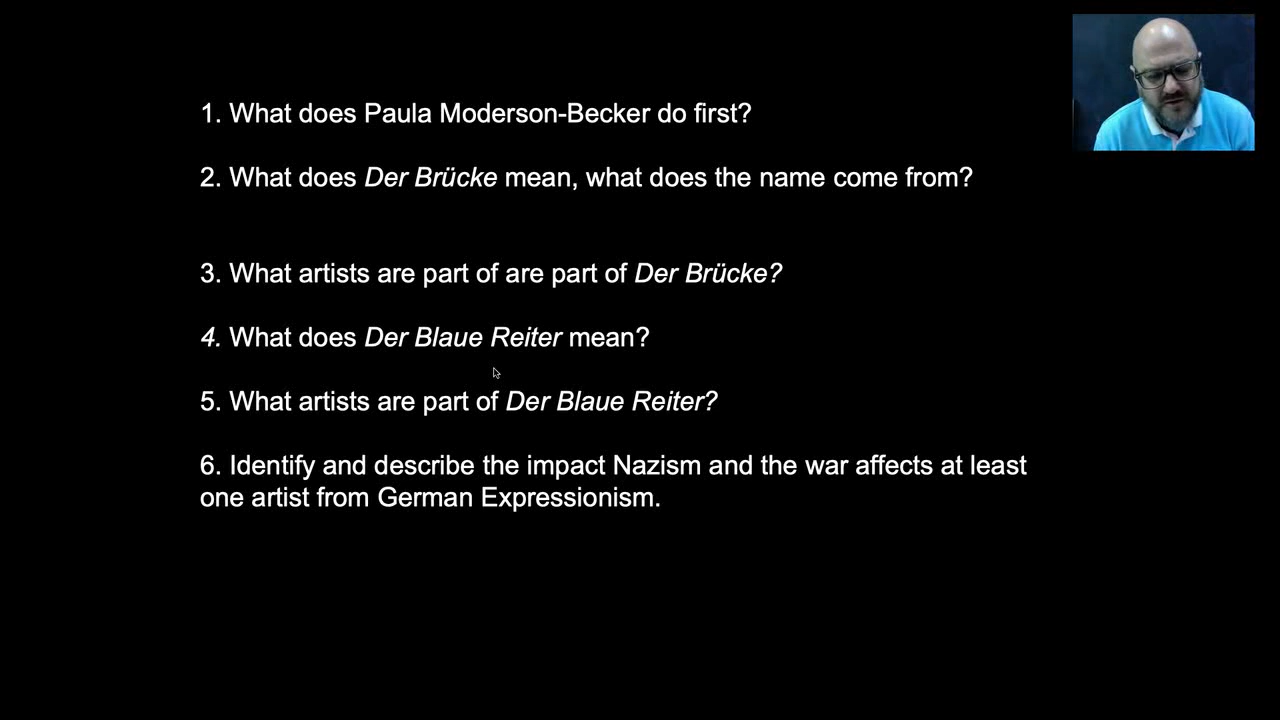 1. What does Paula Moderson-Becker do first?
2. What does Der Brücke mean, what does the name come from?
3. What artists are part of are part of Der Brücke?
4. What does Der Blaue Reiter mean?
5. What artists are part of Der Blaue Reiter?
6. Identify and describe the impact Nazism and the war affects at least
one artist from German Expressionism.